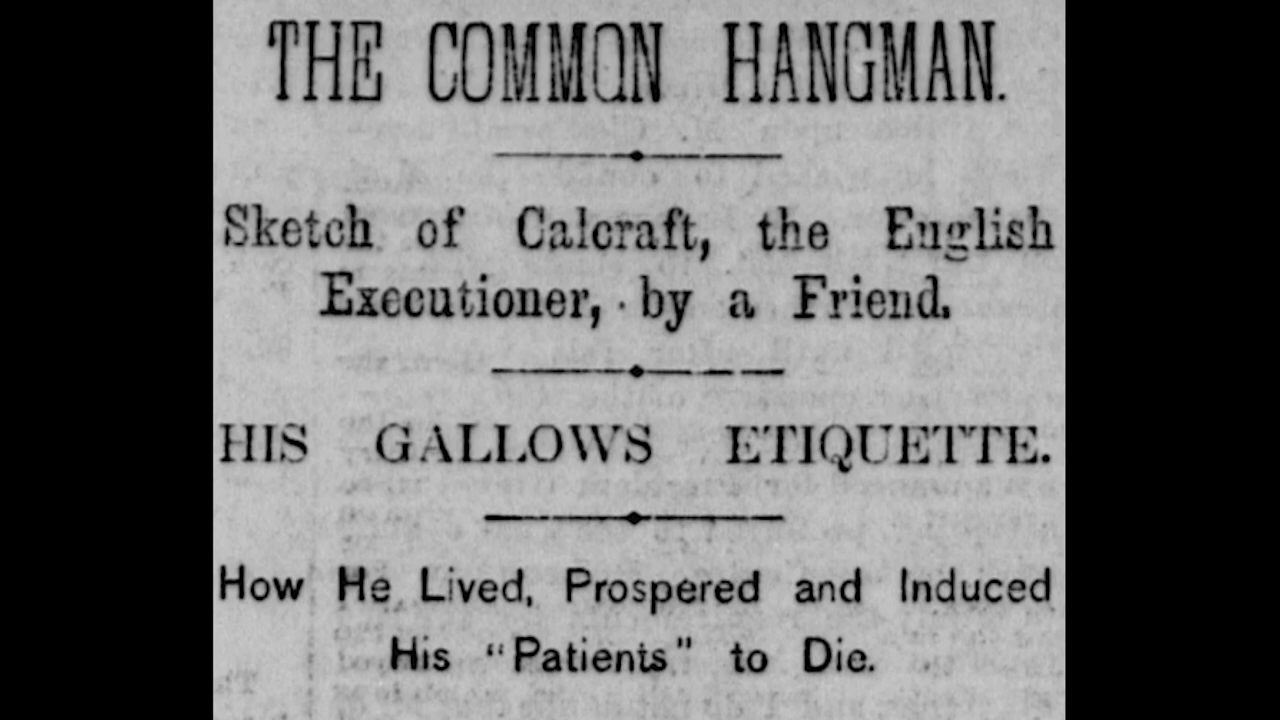 THE COMMON HANGMAN.
Sketch of Calcraft, the English
Executioner, by a Friend.
HIS GALLOWS ETIQUETTE.
How He Lived, Prospered and Induced
His "Patients" to Die.